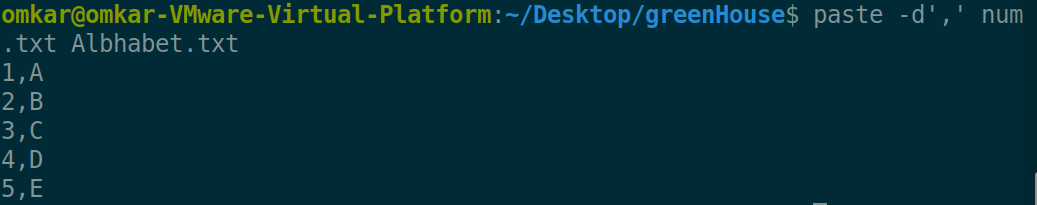 omkar@omkar-VMware-Virtual-Platform:~/Desktop/greenHouse$ paste -d',' num
.txt Albhabet.txt
1,A
2,B
3,C
4,D
5,E